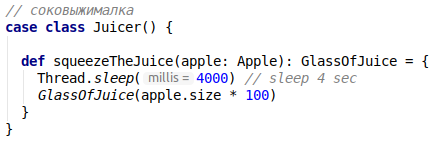 // соковыжималка
case class Juicer() {
def squeezeTheJuice(apple: Apple): GlassOfJuice = {
Thread.sleep( millis = 4000) // sleep 4 sec
GlassOfJuice(apple.size * 100)
}
}